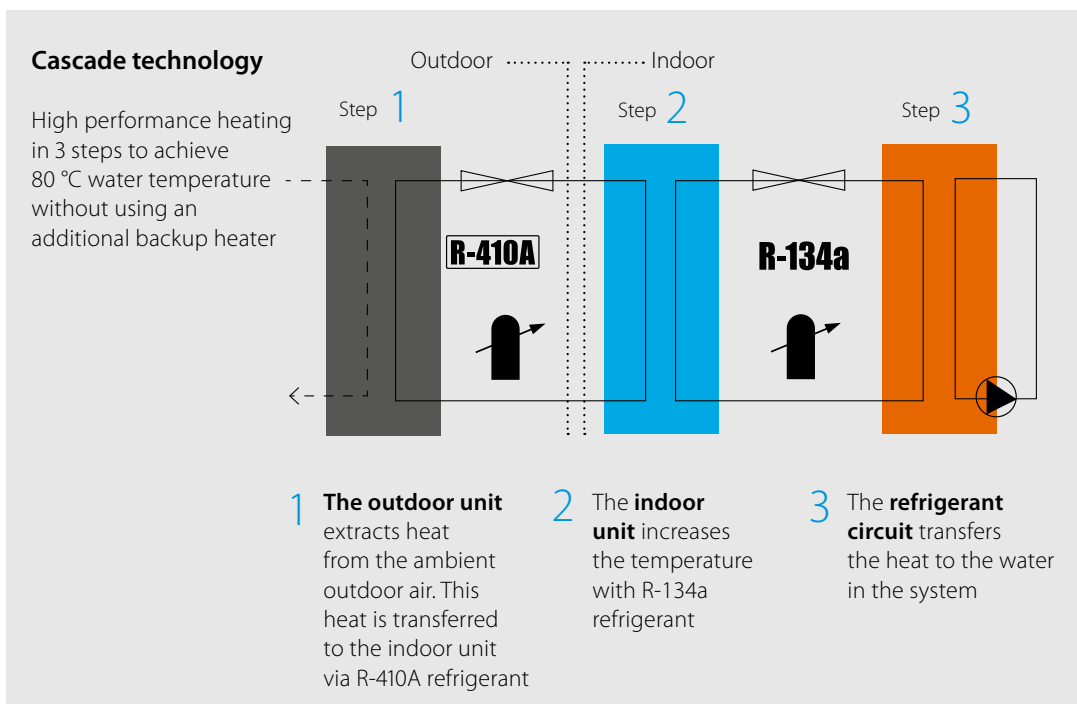 Cascade technology
High performance heating
in 3 steps to achieve
80 °C water temperature
without using an
additional backup heater
Outdoor
Indoor
Step 1
Step 2
Step 3
R-410A
R-134a
1 The outdoor unit
extracts heat
from the ambient
outdoor air. This
heat is transferred
to the indoor unit
via R-410A refrigerant
2 The indoor
unit increases
the temperature
with R-134a
refrigerant
3 The refrigerant
circuit transfers
the heat to the water
in the system